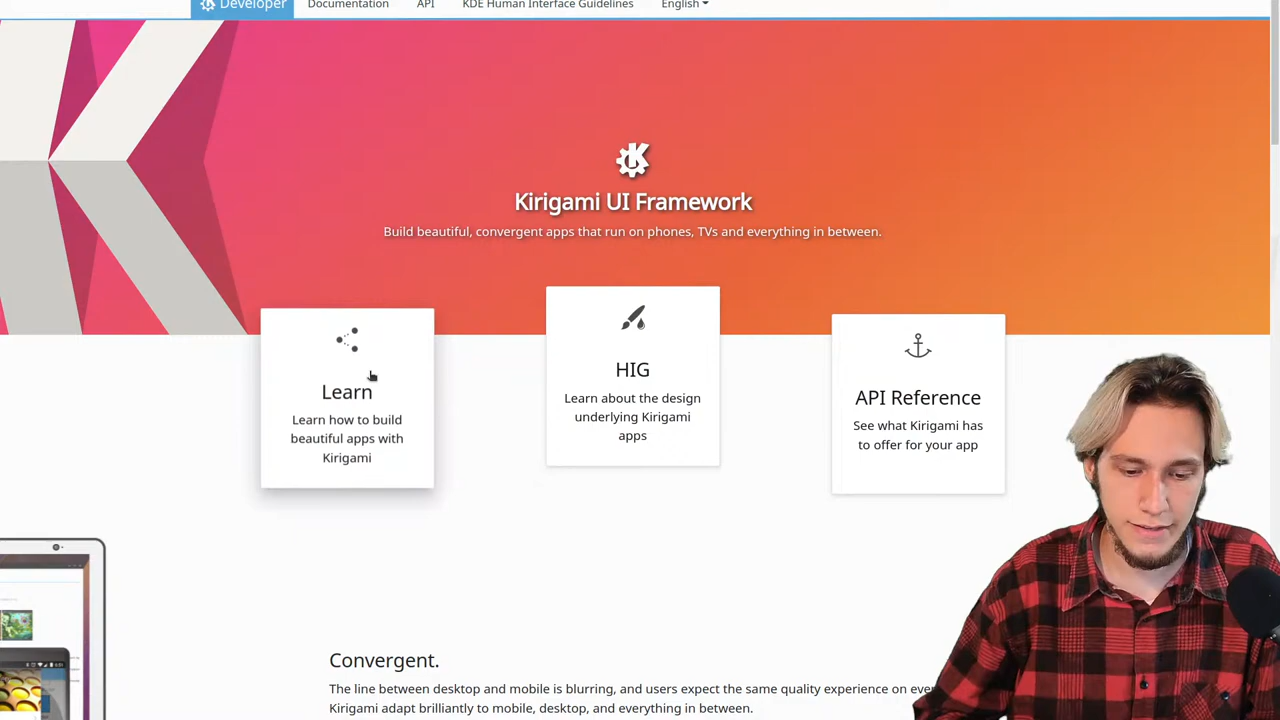 Developer
Documentation
API
KDE Human Interface Guidelines
English
Kirigami UI Framework
Build beautiful, convergent apps that run on phones, TVs and everything in between.
Learn
Learn how to build
beautiful apps with
Kirigami
HIG
Learn about the design
underlying Kirigami
apps
API Reference
See what Kirigami has
to offer for your app
Convergent.
The line between desktop and mobile is blurring, and users expect the same quality experience on
Kirigami adapt brilliantly to mobile, desktop, and everything in between.